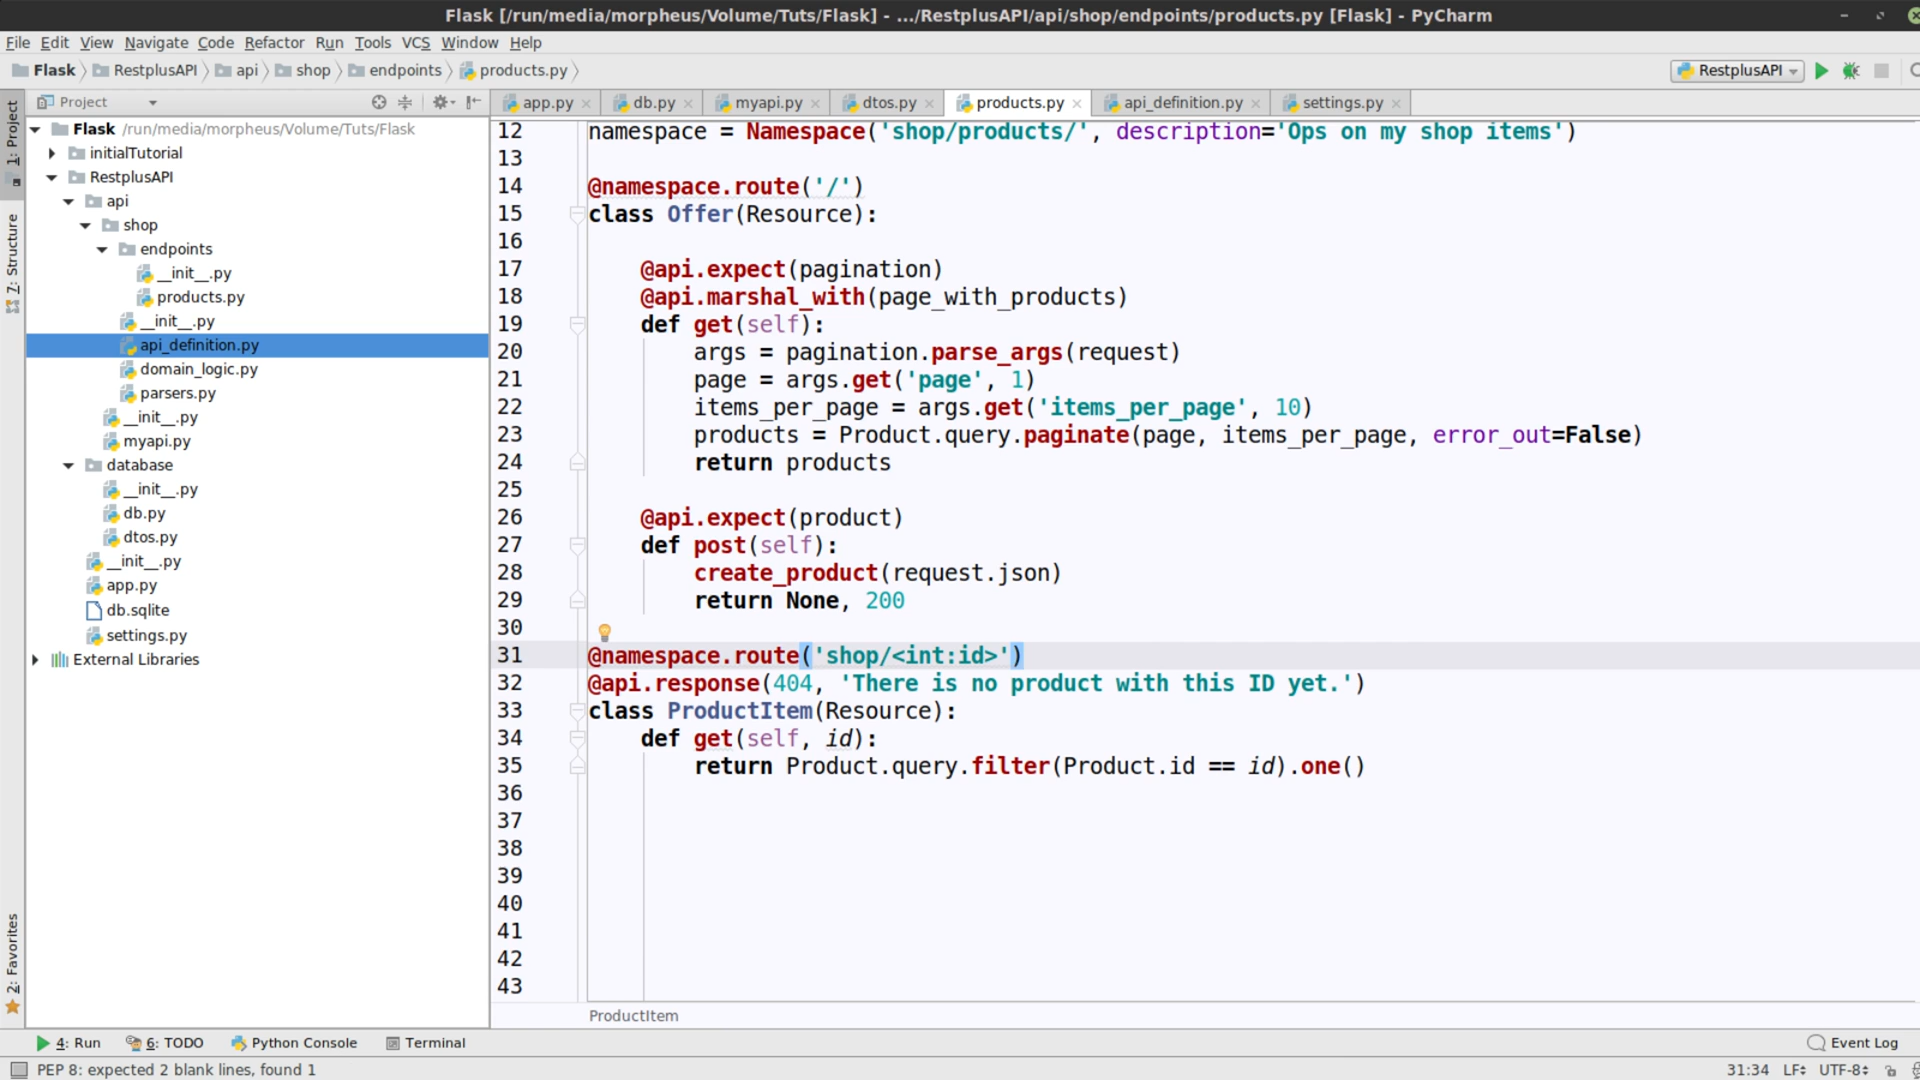 Flask [/run/media/morpheus/Volume/Tuts/Flask] - .../RestplusAPI/api/shop/endpoints/products.py [Flask] - PyCharm
File Edit View Navigate Code Refactor Run Tools VCS Window Help
Flask RestplusAPI api shop endpoints products.py
RestplusAPI
Project
app.py db.py myapi.py dtos.py products.py api_definition.py settings.py
1: Project
7: Structure
2: Favorites
Flask /run/media/morpheus/Volume/Tuts/Flask
initialTutorial
RestplusAPI
api
shop
endpoints
__init__.py
products.py
__init__.py
api_definition.py
domain_logic.py
parsers.py
__init__.py
myapi.py
database
__init__.py
db.py
dtos.py
__init__.py
app.py
db.sqlite
settings.py
External Libraries
12 namespace = Namespace('shop/products/', description='Ops on my shop items')
13
14 @namespace.route('/')
15 class Offer(Resource):
16
17 @api.expect(pagination)
18 @api.marshal_with(page_with_products)
19 def get(self):
20 args = pagination.parse_args(request)
21 page = args.get('page', 1)
22 items_per_page = args.get('items_per_page', 10)
23 products = Product.query.paginate(page, items_per_page, error_out=False)
24 return products
25
26 @api.expect(product)
27 def post(self):
28 create_product(request.json)
29 return None, 200
30
31 @namespace.route('shop/<int:id>')
32 @api.response(404, 'There is no product with this ID yet.')
33 class ProductItem(Resource):
34 def get(self, id):
35 return Product.query.filter(Product.id == id).one()
36
37
38
39
40
41
42
43
ProductItem
4: Run 6: TODO Python Console Terminal Event Log
PEP 8: expected 2 blank lines, found 1 31:34 LF UTF-8